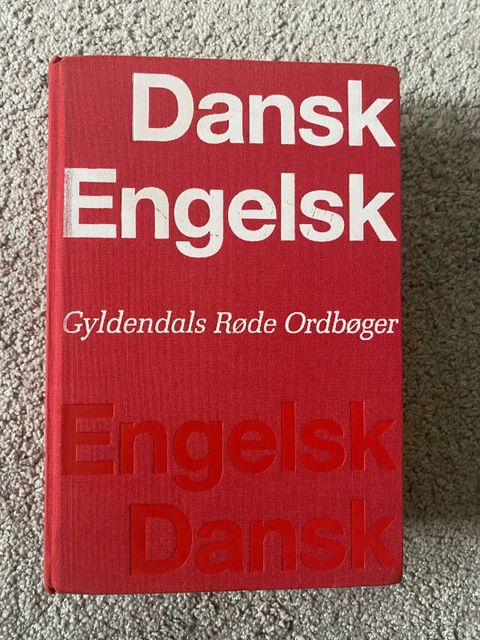 Dansk
Engelsk
Gyldendals Røde Ordbøger
Engelsk
Dansk